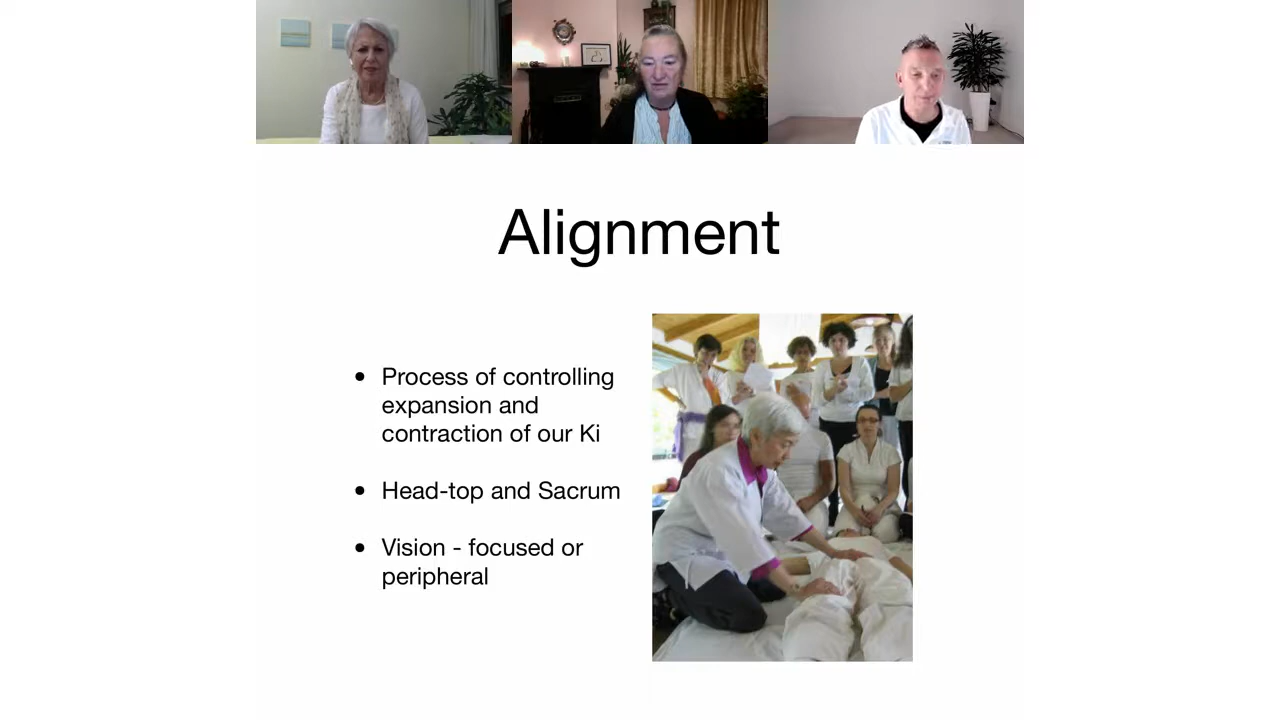 Alignment
• Process of controlling
expansion and
contraction of our Ki
• Head-top and Sacrum
• Vision - focused or
peripheral